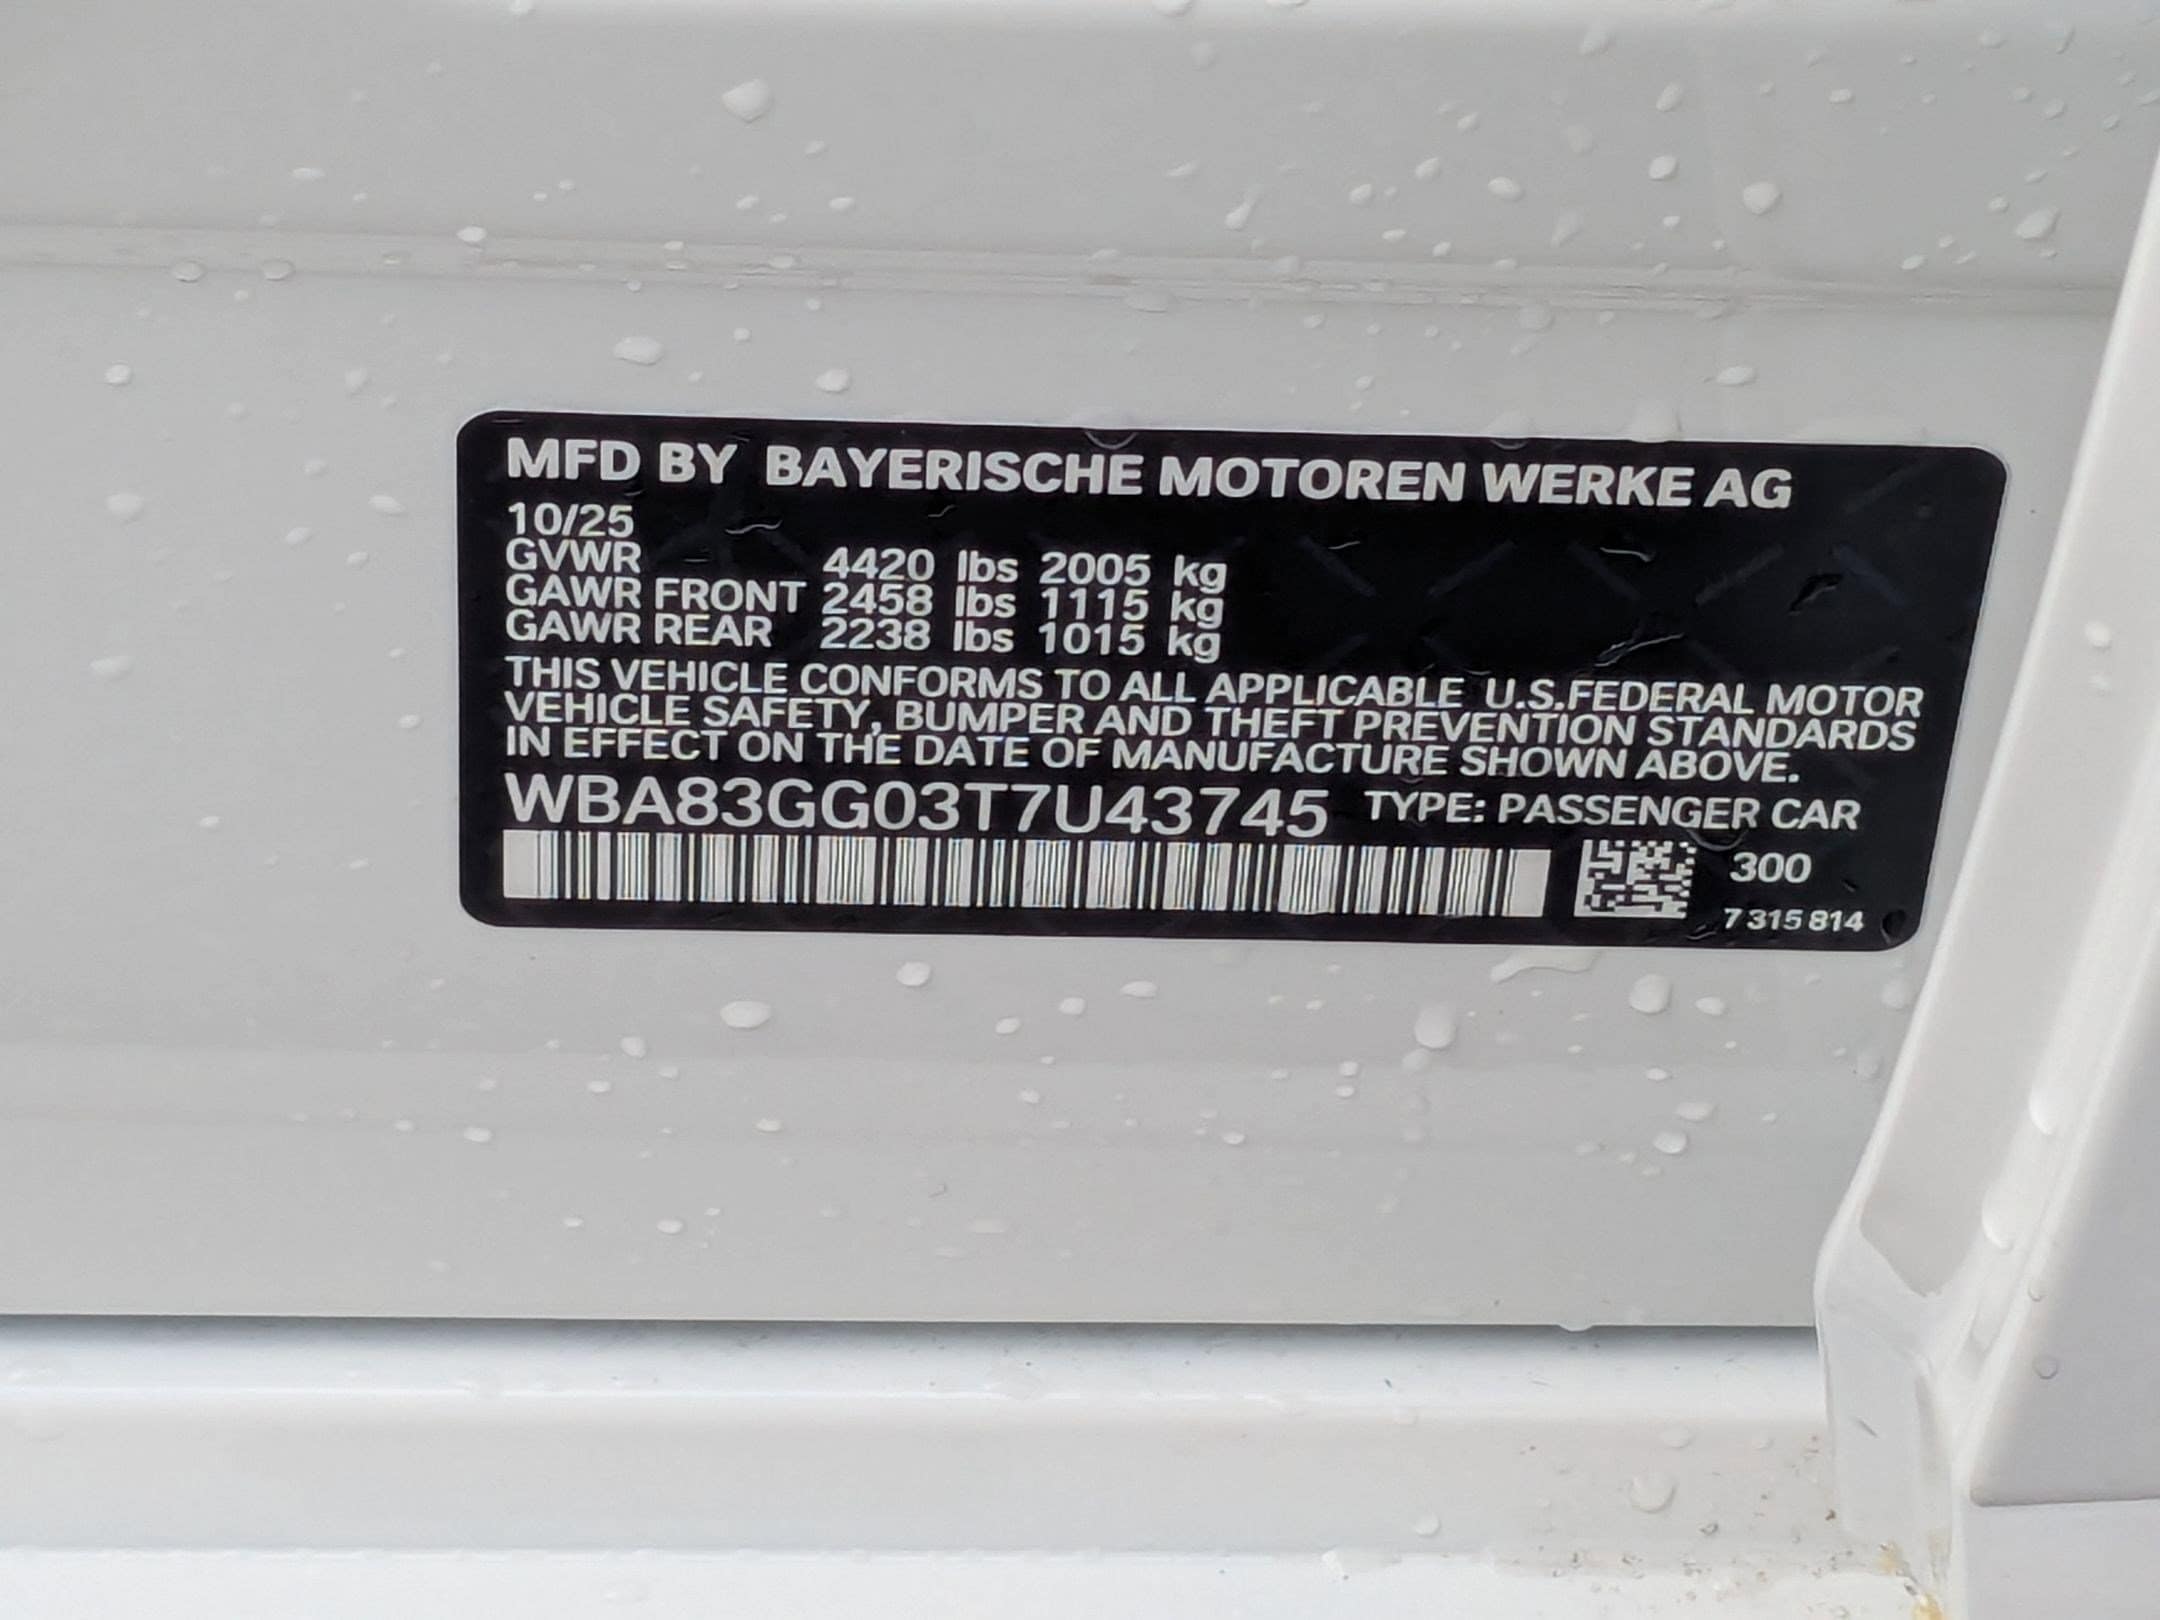 MFD BY BAYERISCHE MOTOREN WERKE AG
10/25
GVWR 4420 lbs 2005 kg
GAWR FRONT 2458 lbs 1115 kg
GAWR REAR 2238 lbs 1015 kg
THIS VEHICLE CONFORMS TO ALL APPLICABLE U.S.FEDERAL MOTOR
VEHICLE SAFETY, BUMPER AND THEFT PREVENTION STANDARDS
IN EFFECT ON THE DATE OF MANUFACTURE SHOWN ABOVE.
WBA83GG03T7U43745 TYPE: PASSENGER CAR
300
7 315 814